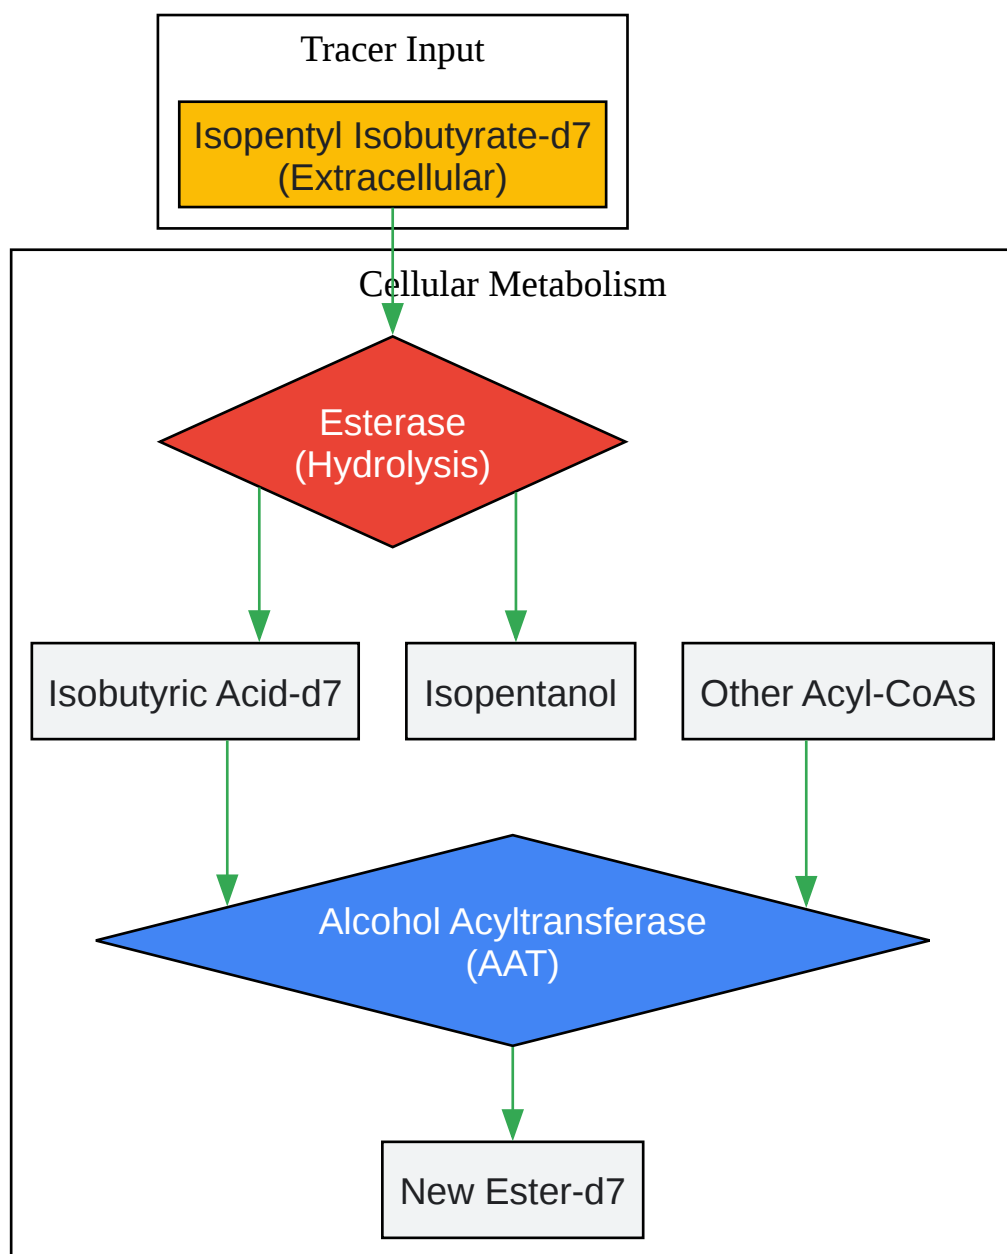 Tracer Input
Isopentyl Isobutyrate-d7
(Extracellular)
Cellular Metabolism
Esterase
(Hydrolysis)
Isobutyric Acid-d7
Isopentanol
Other Acyl-CoAs
Alcohol Acyltransferase
(AAT)
New Ester-d7